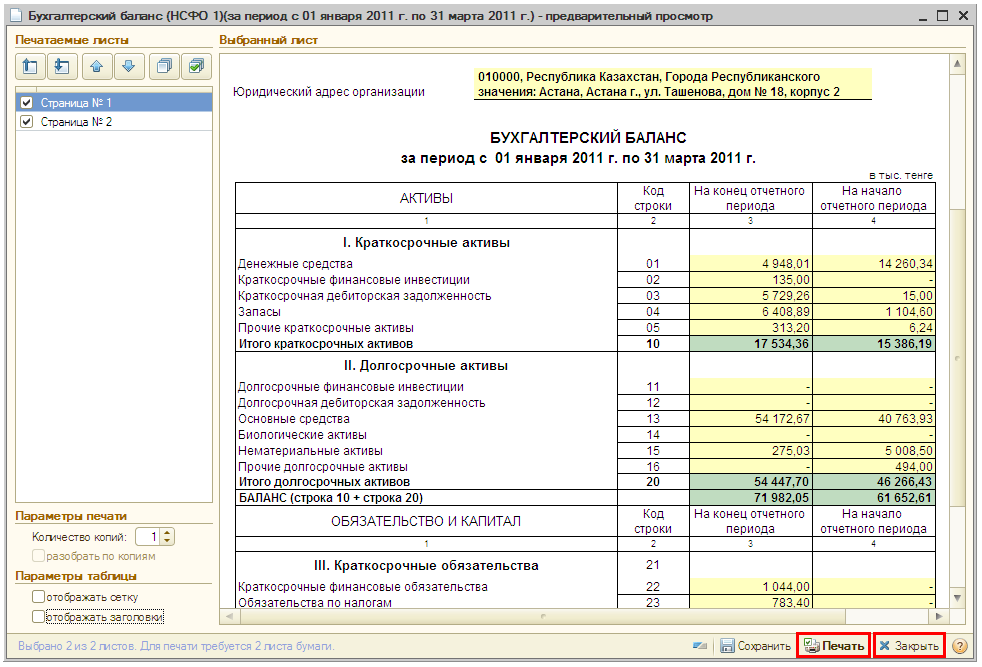 Бухгалтерский баланс (НСФО 1)(за период с 01 января 2011 г. по 31 марта 2011 г.) - предварительный просмотр
Печатаемые листы
Страница № 1
Страница № 2
Параметры печати
Количество копий: 1
разобрать по копиям
Параметры таблицы
отображать сетку
отображать заголовки
Выбранный лист
Юридический адрес организации
010000, Республика Казахстан, Города Республиканского
значения: Астана, Астана г., ул. Ташенова, дом № 18, корпус 2
БУХГАЛТЕРСКИЙ БАЛАНС
за период с 01 января 2011 г. по 31 марта 2011 г.
в тыс. тенге
АКТИВЫ Код строки На конец отчетного периода На начало отчетного периода
1 2 3 4
I. Краткосрочные активы
Денежные средства 01 4 948,01 14 260,34
Краткосрочные финансовые инвестиции 02 135,00 -
Краткосрочная дебиторская задолженность 03 5 729,26 15,00
Запасы 04 6 408,89 1 104,60
Прочие краткосрочные активы 05 313,20 6,24
Итого краткосрочных активов 10 17 534,36 15 386,19
II. Долгосрочные активы
Долгосрочные финансовые инвестиции 11 - -
Долгосрочная дебиторская задолженность 12 - -
Основные средства 13 54 172,67 40 763,93
Биологические активы 14 - -
Нематериальные активы 15 275,03 5 008,50
Прочие долгосрочные активы 16 - 494,00
Итого долгосрочных активов 20 54 447,70 46 266,43
БАЛАНС (строка 10 + строка 20) 71 982,05 61 652,61
ОБЯЗАТЕЛЬСТВО И КАПИТАЛ Код строки На конец отчетного периода На начало отчетного периода
1 2 3 4
III. Краткосрочные обязательства 21
Краткосрочные финансовые обязательства 22 1 044,00 -
Обязательства по налогам 23 783,40 -
Выбрано 2 из 2 листов. Для печати требуется 2 листа бумаги.
Сохранить
Печать
Закрыть
?